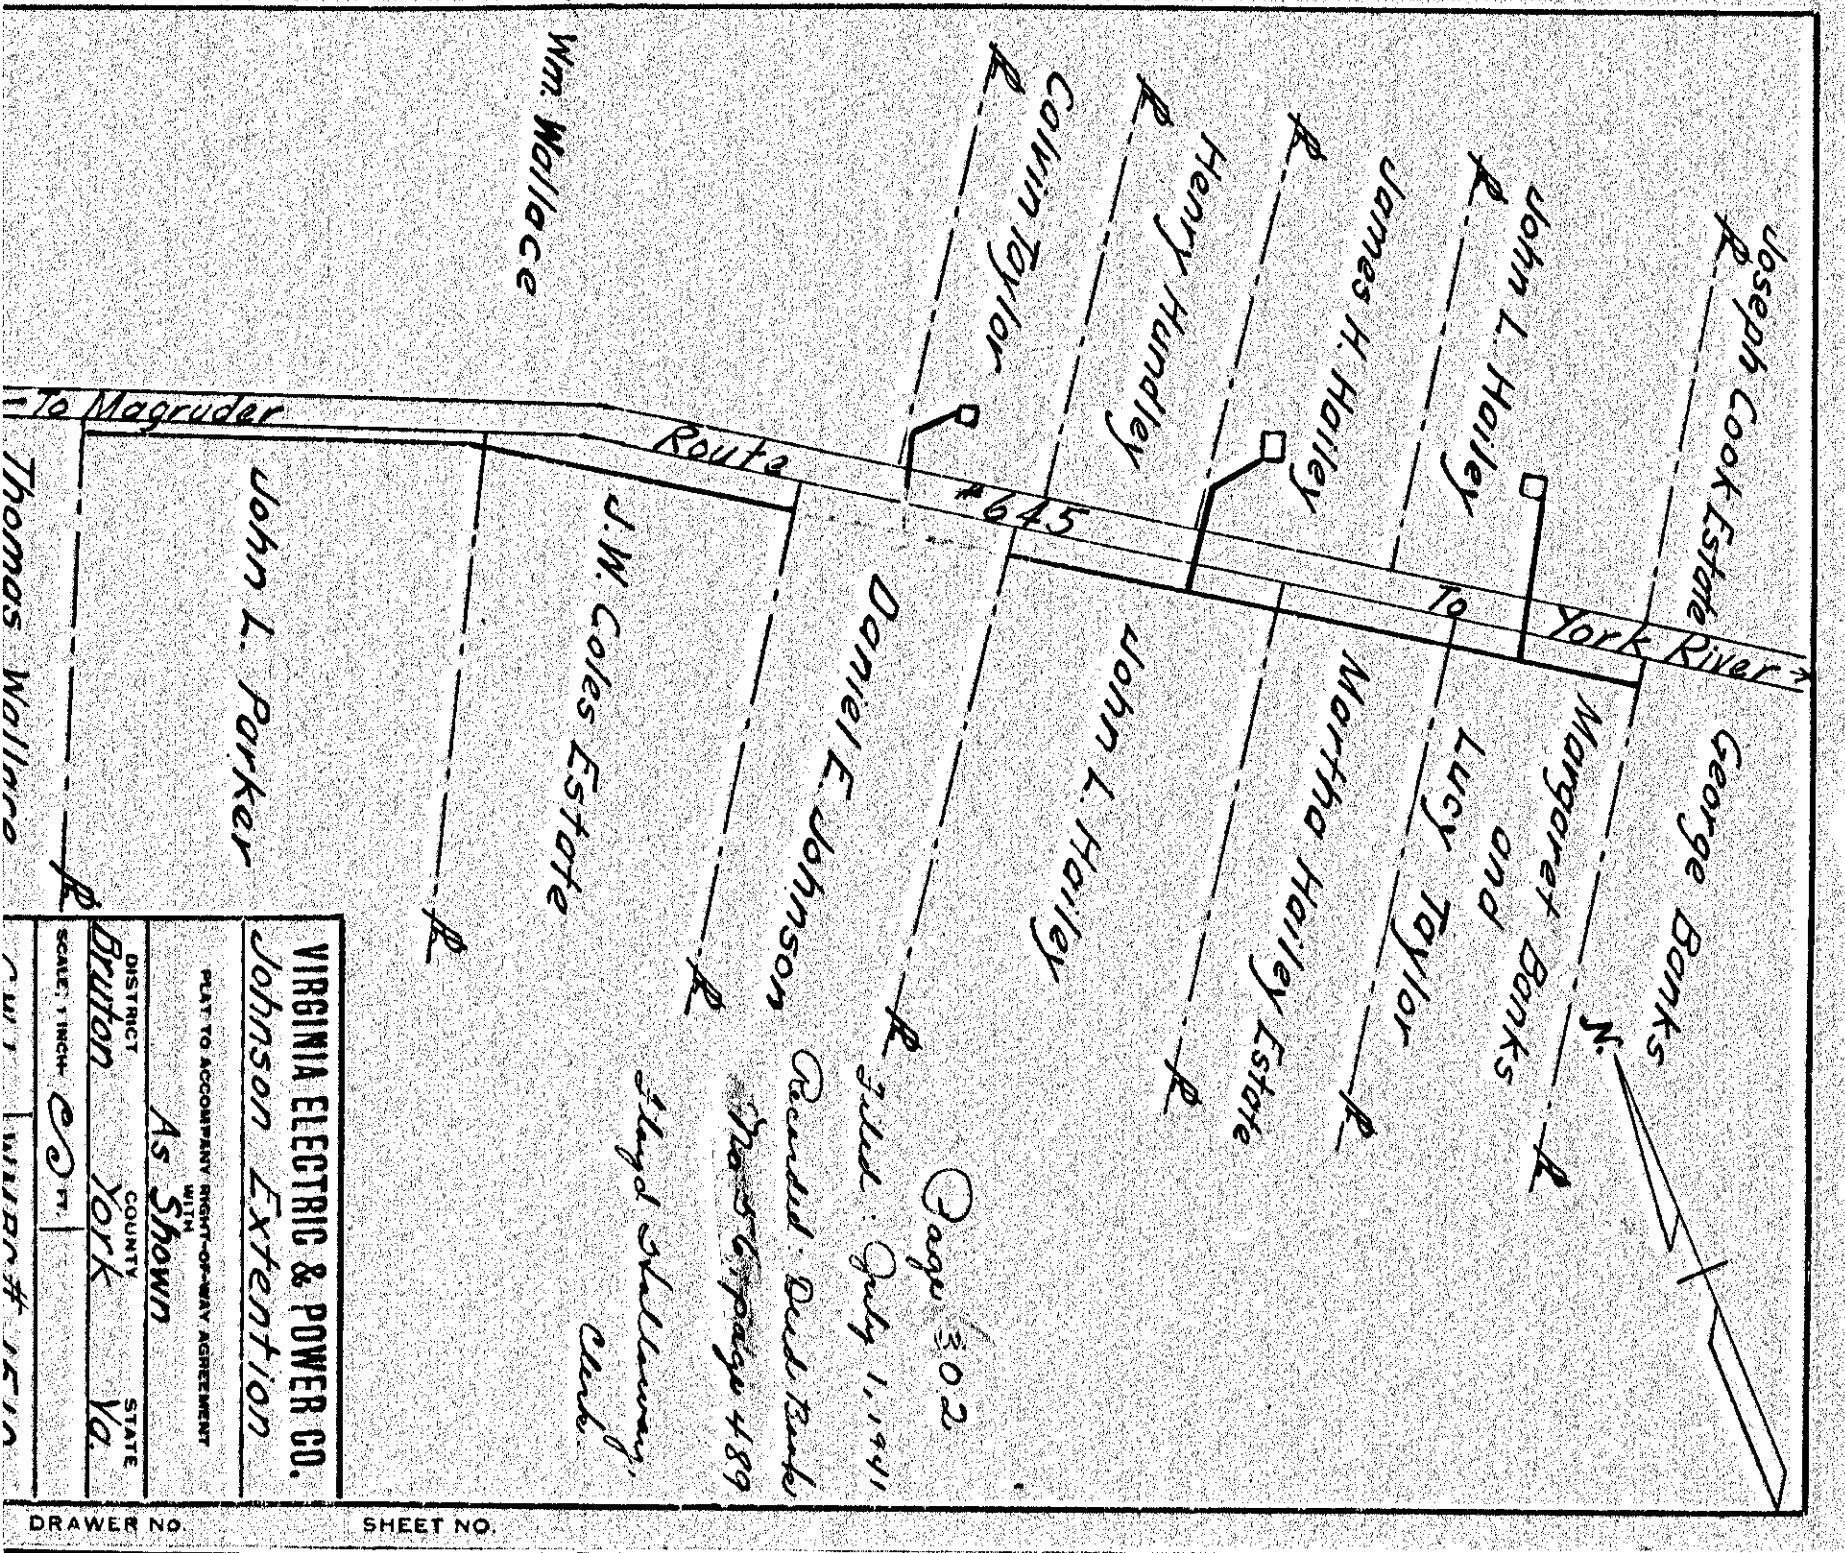 Wm. Wallace
Calvin Taylor
Henry Hundley
James H. Hailey
John L. Hailey
Joseph Cook Estate
To Magruder
Route
#645
To
York River
Thomas Wallace
John L. Parker
J.W. Coles Estate
Daniel E. Johnson
John L. Hailey
Martha Hailey Estate
Lucy Taylor
and
Margaret Banks
George Banks
N.
Page 302
Filed: July 1, 1941
Recorded: Deed Book
No 56, page 489
Floyd Holloway,
Clerk.
VIRGINIA ELECTRIC & POWER CO.
Johnson Extention
PLAT TO ACCOMPANY RIGHT-OF-WAY AGREEMENT
WITH
As Shown
DISTRICT COUNTY STATE
Bruton York Va.
SCALE, 1 INCH FT.
DRAWER NO.
SHEET NO.